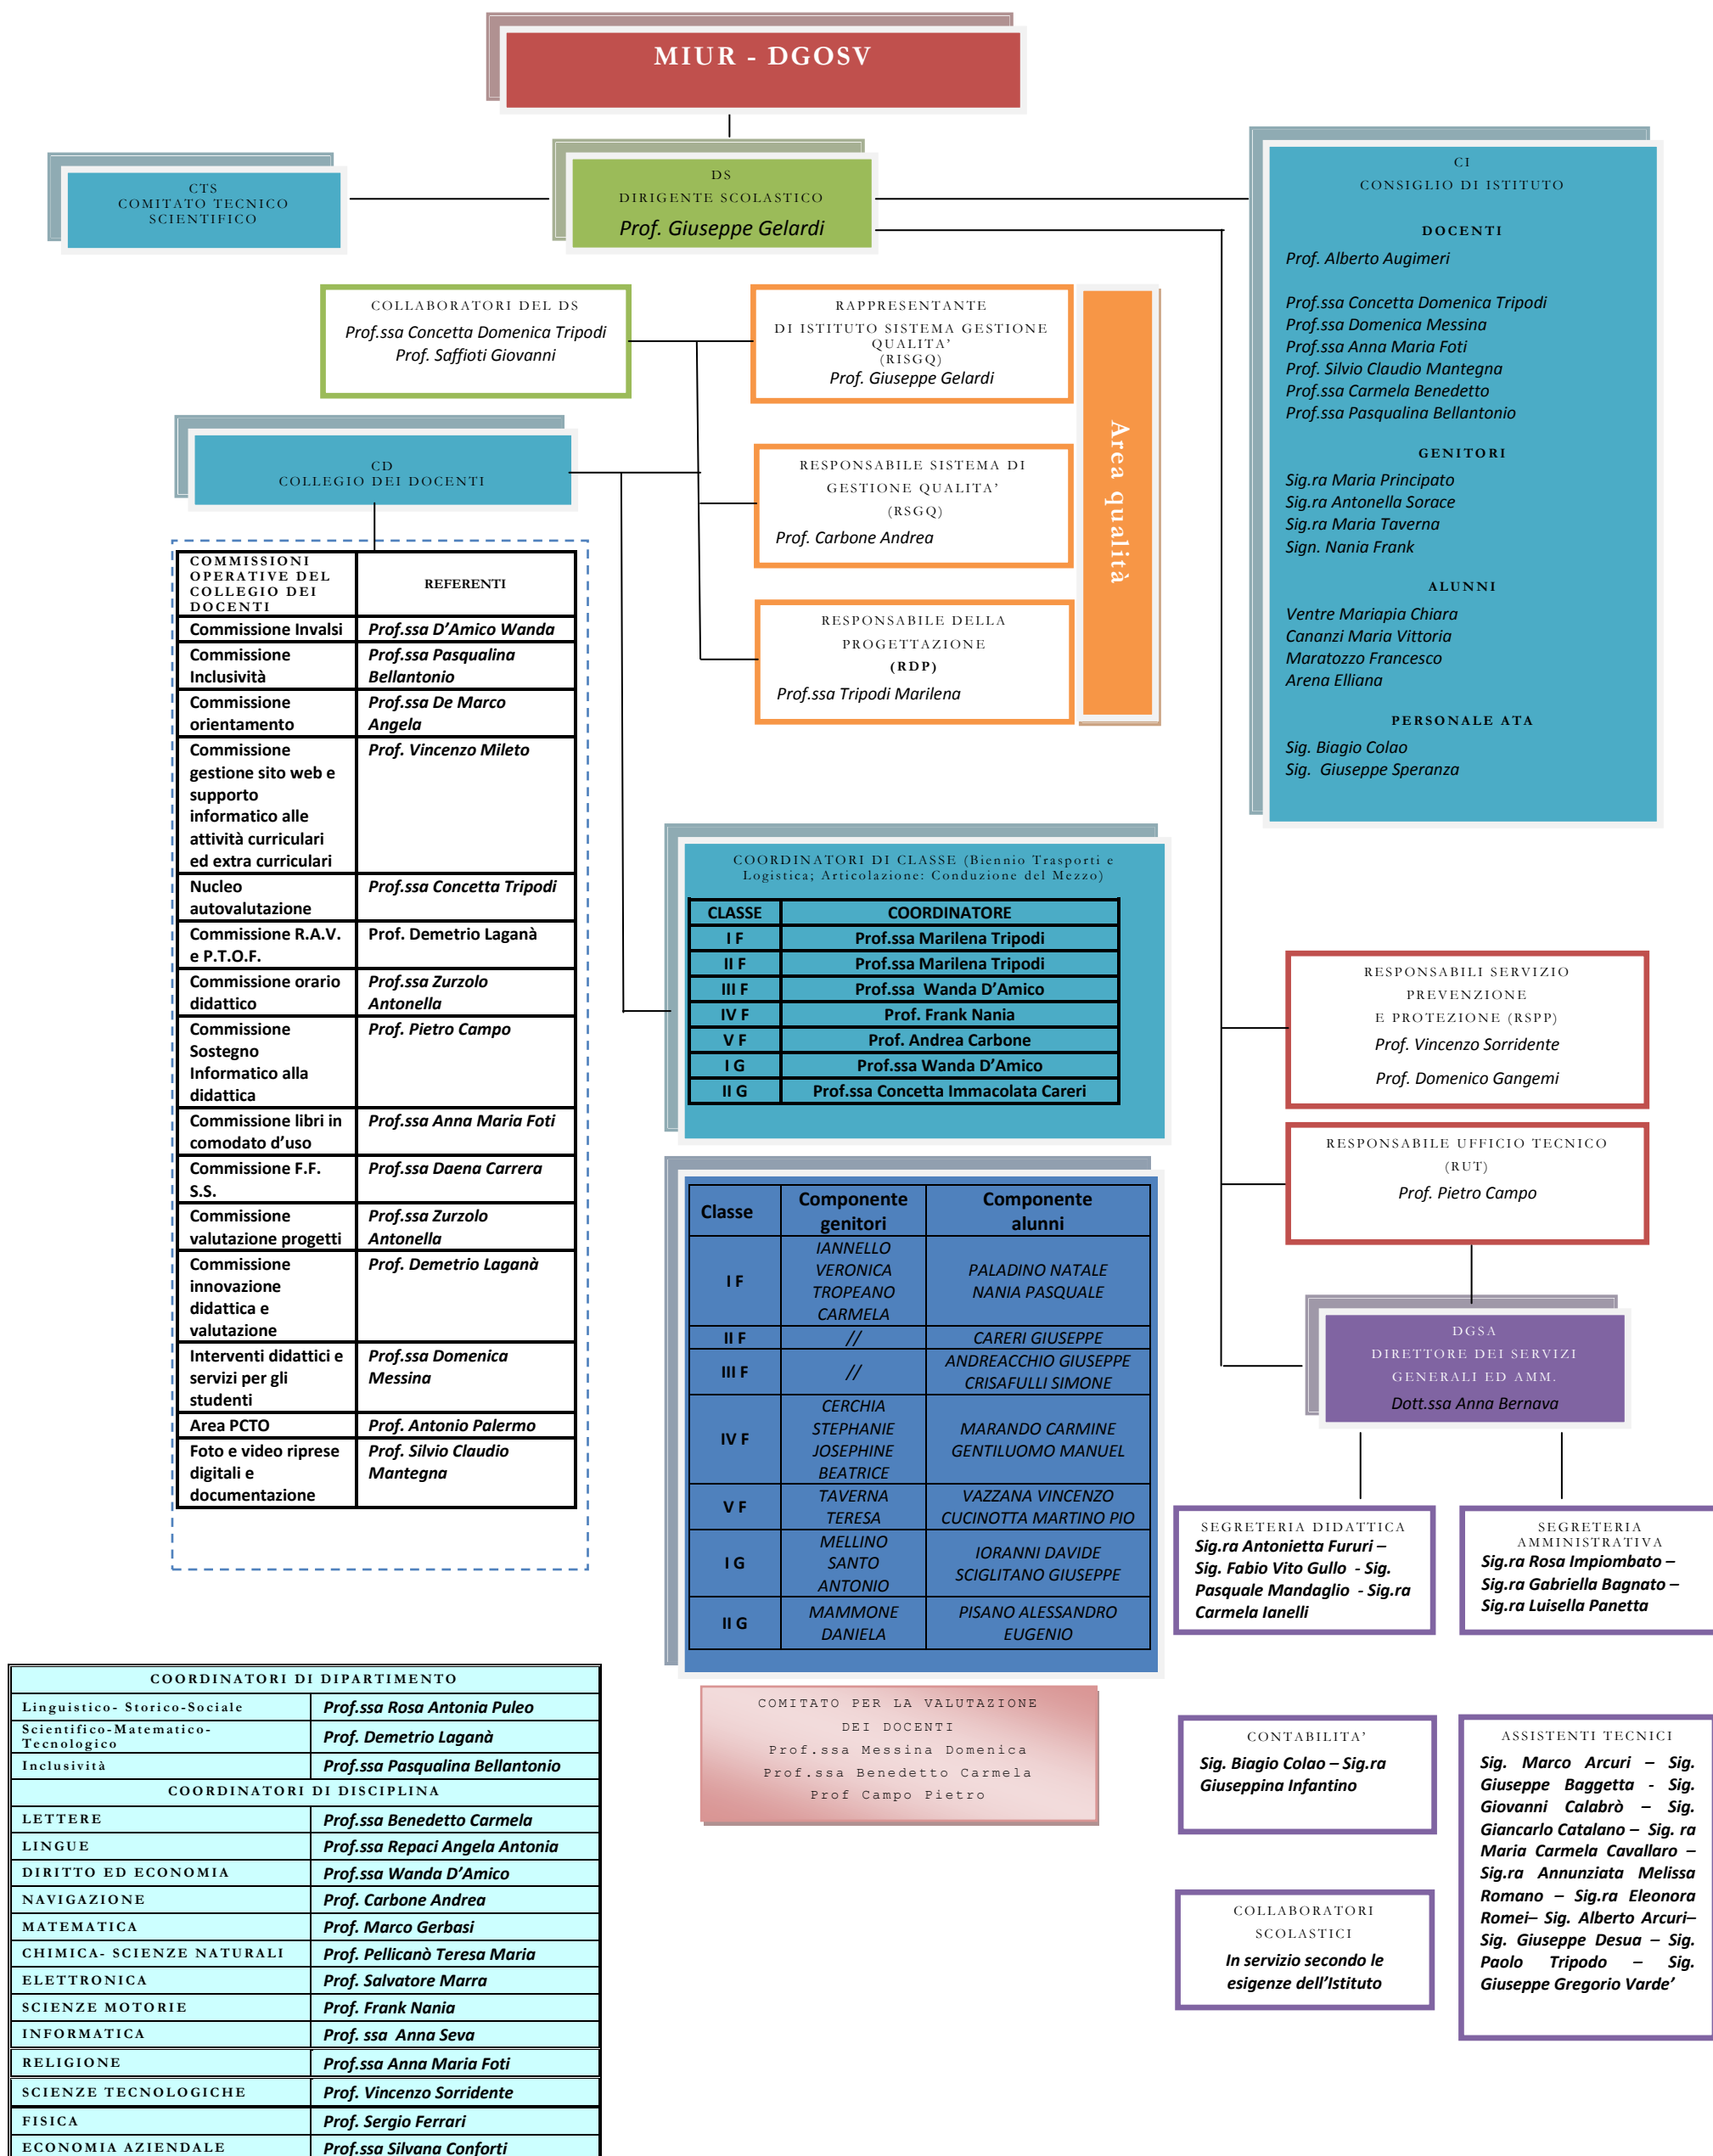 MIUR - DGOSV
CTS
COMITATO TECNICO
SCIENTIFICO
DS
DIRIGENTE SCOLASTICO
Prof. Giuseppe Gelardi
CI
CONSIGLIO DI ISTITUTO
DOCENTI
Prof. Alberto Augimeri
Prof.ssa Concetta Domenica Tripodi
Prof.ssa Domenica Messina
Prof.ssa Anna Maria Foti
Prof. Silvio Claudio Mantegna
Prof.ssa Carmela Benedetto
Prof.ssa Pasqualina Bellantonio
GENITORI
Sig.ra Maria Principato
Sig.ra Antonella Sorace
Sig.ra Maria Taverna
Sign. Nania Frank
ALUNNI
Ventre Mariapia Chiara
Cananzi Maria Vittoria
Maratozzo Francesco
Arena Elliana
PERSONALE ATA
Sig. Biagio Colao
Sig. Giuseppe Speranza
COLLABORATORI DEL DS
Prof.ssa Concetta Domenica Tripodi
Prof. Saffioti Giovanni
RAPPRESENTANTE
DI ISTITUTO SISTEMA GESTIONE
QUALITA’
(RISGQ)
Prof. Giuseppe Gelardi
Area qualità
CD
COLLEGIO DEI DOCENTI
RESPONSABILE SISTEMA DI
GESTIONE QUALITA’
(RSGQ)
Prof. Carbone Andrea
RESPONSABILE DELLA
PROGETTAZIONE
(RDP)
Prof.ssa Tripodi Marilena
COMMISSIONI
OPERATIVE DEL
COLLEGIO DEI
DOCENTI
REFERENTI
Commissione Invalsi
Prof.ssa D’Amico Wanda
Commissione
Inclusività
Prof.ssa Pasqualina
Bellantonio
Commissione
orientamento
Prof.ssa De Marco
Angela
Commissione
gestione sito web e
supporto
informatico alle
attività curriculari
ed extra curriculari
Prof. Vincenzo Mileto
Nucleo
autovalutazione
Prof.ssa Concetta Tripodi
Commissione R.A.V.
e P.T.O.F.
Prof. Demetrio Laganà
Commissione orario
didattico
Prof.ssa Zurzolo
Antonella
Commissione
Sostegno
Informatico alla
didattica
Prof. Pietro Campo
Commissione libri in
comodato d’uso
Prof.ssa Anna Maria Foti
Commissione F.F.
S.S.
Prof.ssa Daena Carrera
Commissione
valutazione progetti
Prof.ssa Zurzolo
Antonella
Commissione
innovazione
didattica e
valutazione
Prof. Demetrio Laganà
Interventi didattici e
servizi per gli
studenti
Prof.ssa Domenica
Messina
Area PCTO
Prof. Antonio Palermo
Foto e video riprese
digitali e
documentazione
Prof. Silvio Claudio
Mantegna
COORDINATORI DI CLASSE (Biennio Trasporti e
Logistica; Articolazione: Conduzione del Mezzo)
CLASSE COORDINATORE
I F Prof.ssa Marilena Tripodi
II F Prof.ssa Marilena Tripodi
III F Prof.ssa Wanda D’Amico
IV F Prof. Frank Nania
V F Prof. Andrea Carbone
I G Prof.ssa Wanda D’Amico
II G Prof.ssa Concetta Immacolata Careri
Classe
Componente
genitori
Componente
alunni
I F
IANNELLO
VERONICA
TROPEANO
CARMELA
PALADINO NATALE
NANIA PASQUALE
II F // CARERI GIUSEPPE
III F
//
ANDREACCHIO GIUSEPPE
CRISAFULLI SIMONE
IV F
CERCHIA
STEPHANIE
JOSEPHINE
BEATRICE
MARANDO CARMINE
GENTILUOMO MANUEL
V F
TAVERNA
TERESA
VAZZANA VINCENZO
CUCINOTTA MARTINO PIO
I G
MELLINO
SANTO
ANTONIO
IORANNI DAVIDE
SCIGLITANO GIUSEPPE
II G
MAMMONE
DANIELA
PISANO ALESSANDRO
EUGENIO
RESPONSABILI SERVIZIO
PREVENZIONE
E PROTEZIONE (RSPP)
Prof. Vincenzo Sorridente
Prof. Domenico Gangemi
RESPONSABILE UFFICIO TECNICO
(RUT)
Prof. Pietro Campo
DGSA
DIRETTORE DEI SERVIZI
GENERALI ED AMM.
Dott.ssa Anna Bernava
SEGRETERIA DIDATTICA
Sig.ra Antonietta Fururi –
Sig. Fabio Vito Gullo - Sig.
Pasquale Mandaglio - Sig.ra
Carmela Ianelli
SEGRETERIA
AMMINISTRATIVA
Sig.ra Rosa Impiombato –
Sig.ra Gabriella Bagnato –
Sig.ra Luisella Panetta
COORDINATORI DI DIPARTIMENTO
Linguistico- Storico-Sociale
Prof.ssa Rosa Antonia Puleo
Scientifico-Matematico-
Tecnologico
Prof. Demetrio Laganà
Inclusività
Prof.ssa Pasqualina Bellantonio
COORDINATORI DI DISCIPLINA
LETTERE Prof.ssa Benedetto Carmela
LINGUE Prof.ssa Repaci Angela Antonia
DIRITTO ED ECONOMIA Prof.ssa Wanda D’Amico
NAVIGAZIONE Prof. Carbone Andrea
MATEMATICA Prof. Marco Gerbasi
CHIMICA- SCIENZE NATURALI Prof. Pellicanò Teresa Maria
ELETTRONICA Prof. Salvatore Marra
SCIENZE MOTORIE Prof. Frank Nania
INFORMATICA Prof. ssa Anna Seva
RELIGIONE Prof.ssa Anna Maria Foti
SCIENZE TECNOLOGICHE Prof. Vincenzo Sorridente
FISICA Prof. Sergio Ferrari
ECONOMIA AZIENDALE Prof.ssa Silvana Conforti
COMITATO PER LA VALUTAZIONE
DEI DOCENTI
Prof.ssa Messina Domenica
Prof.ssa Benedetto Carmela
Prof Campo Pietro
CONTABILITA’
Sig. Biagio Colao – Sig.ra
Giuseppina Infantino
COLLABORATORI
SCOLASTICI
In servizio secondo le
esigenze dell’Istituto
ASSISTENTI TECNICI
Sig. Marco Arcuri – Sig.
Giuseppe Baggetta - Sig.
Giovanni Calabrò – Sig.
Giancarlo Catalano – Sig. ra
Maria Carmela Cavallaro –
Sig.ra Annunziata Melissa
Romano – Sig.ra Eleonora
Romei– Sig. Alberto Arcuri–
Sig. Giuseppe Desua – Sig.
Paolo Tripodo – Sig.
Giuseppe Gregorio Varde’